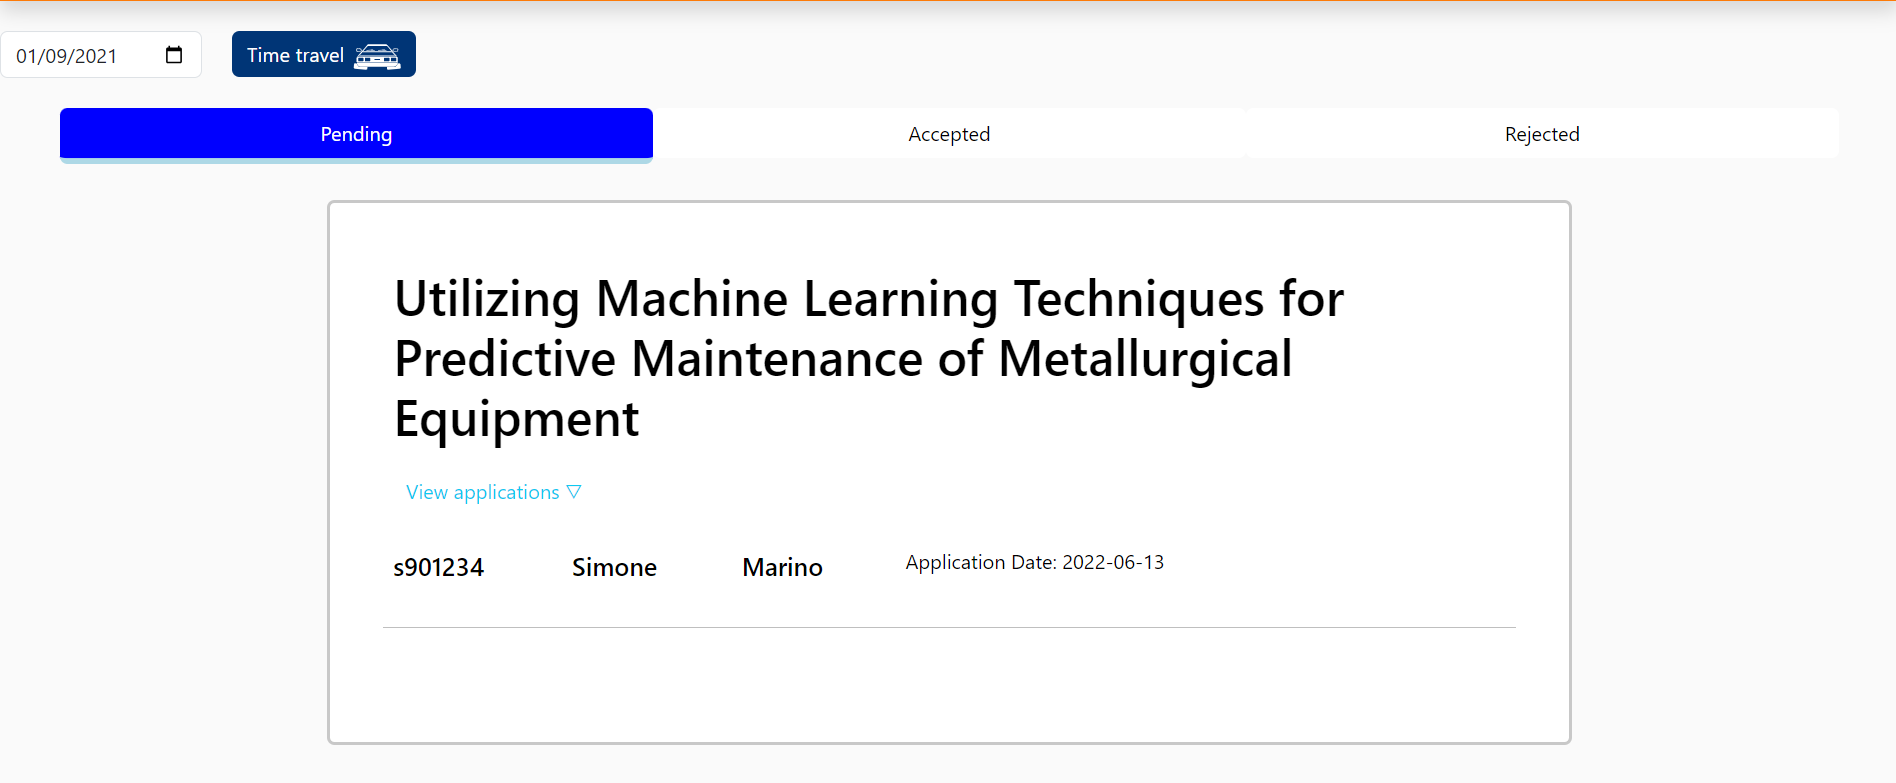 01/09/2021
Time travel
Pending
Accepted
Rejected
Utilizing Machine Learning Techniques for
Predictive Maintenance of Metallurgical
Equipment
View applications ▽
s901234 Simone Marino Application Date: 2022-06-13